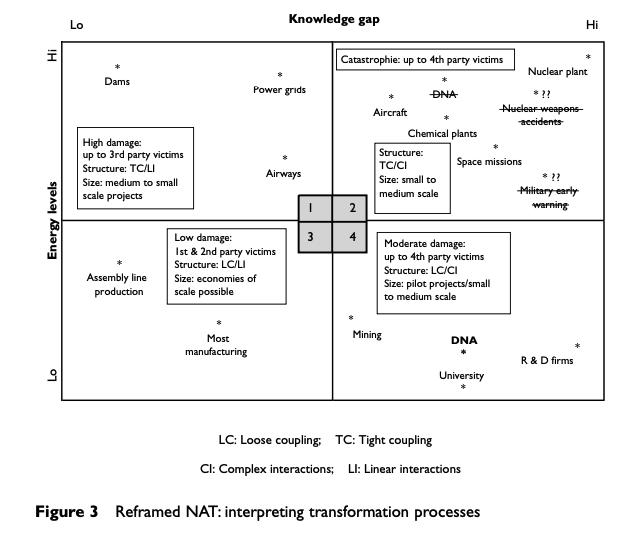 Knowledge gap
Lo
Hi
Hi
Energy levels
Lo
*
Dams
*
Power grids
High damage:
up to 3rd party victims
Structure: TC/LI
Size: medium to small
scale projects
*
Airways
Catastrophie: up to 4th party victims
*
Nuclear plant
*
DNA
*
Aircraft
* ??
Nuclear weapons
accidents
*
Chemical plants
Structure:
TC/CI
Size: small to
medium scale
*
Space missions
* ??
Military early
warning
1
2
3
4
Low damage:
1st & 2nd party victims
Structure: LC/LI
Size: economies of
scale possible
*
Assembly line
production
*
Most
manufacturing
Moderate damage:
up to 4th party victims
Structure: LC/CI
Size: pilot projects/small
to medium scale
*
Mining
DNA
*
*
R & D firms
University
*
LC: Loose coupling; TC: Tight coupling
CI: Complex interactions; LI: Linear interactions
Figure 3 Reframed NAT: interpreting transformation processes